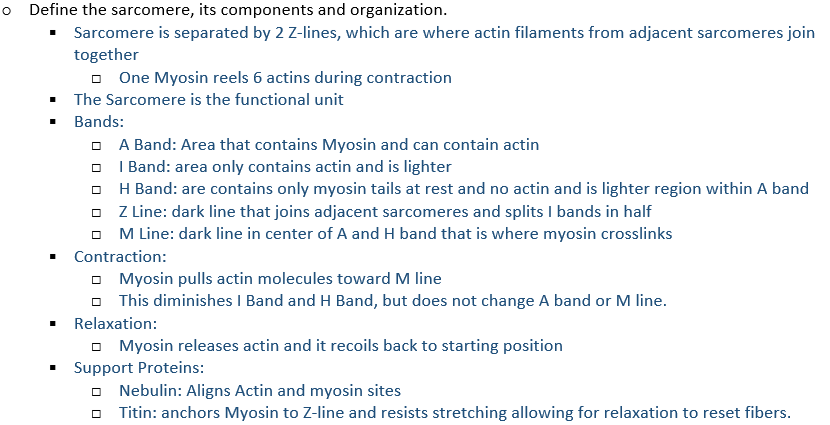 Define the sarcomere, its components and organization.
Sarcomere is separated by 2 Z-lines, which are where actin filaments from adjacent sarcomeres join
together
One Myosin reels 6 actins during contraction
The Sarcomere is the functional unit
Bands:
A Band: Area that contains Myosin and can contain actin
I Band: area only contains actin and is lighter
H Band: are contains only myosin tails at rest and no actin and is lighter region within A band
Z Line: dark line that joins adjacent sarcomeres and splits I bands in half
M Line: dark line in center of A and H band that is where myosin crosslinks
Contraction:
Myosin pulls actin molecules toward M line
This diminishes I Band and H Band, but does not change A band or M line.
Relaxation:
Myosin releases actin and it recoils back to starting position
Support Proteins:
Nebulin: Aligns Actin and myosin sites
Titin: anchors Myosin to Z-line and resists stretching allowing for relaxation to reset fibers.